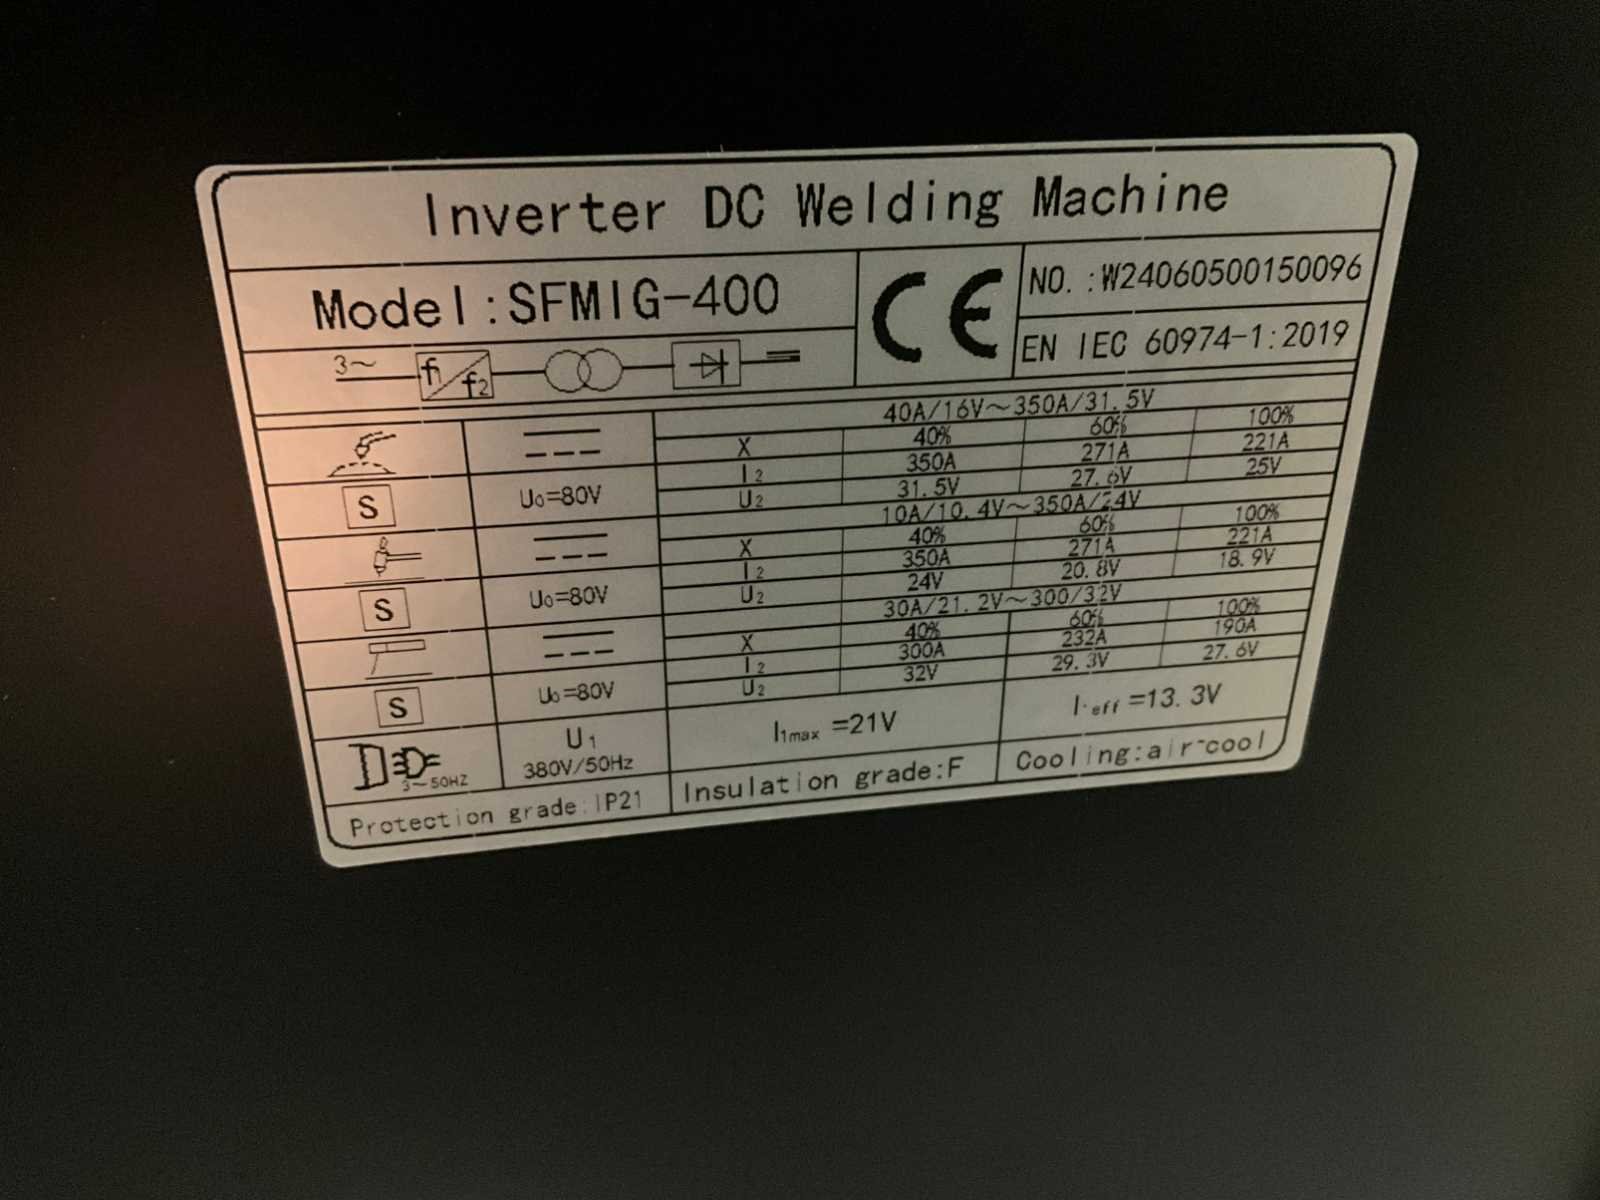 Inverter DC Welding Machine
Model:SFMIG-400
CE
NO.:W24060500150096
EN IEC 60974-1:2019
3~ f1 f2
40A/16V~350A/31.5V
X 40% 60% 100%
I2 350A 271A 221A
U2 31.5V 27.6V 25V
S U0=80V
10A/10.4V~350A/24V
X 40% 60% 100%
I2 350A 271A 221A
U2 24V 20.8V 18.9V
S U0=80V
30A/21.2V~300/32V
X 40% 60% 100%
I2 300A 232A 190A
U2 32V 29.3V 27.6V
S U0=80V
3~50HZ
U1
380V/50Hz
I1max =21V
I1eff =13.3V
Protection grade:IP21
Insulation grade:F
Cooling:air-cool